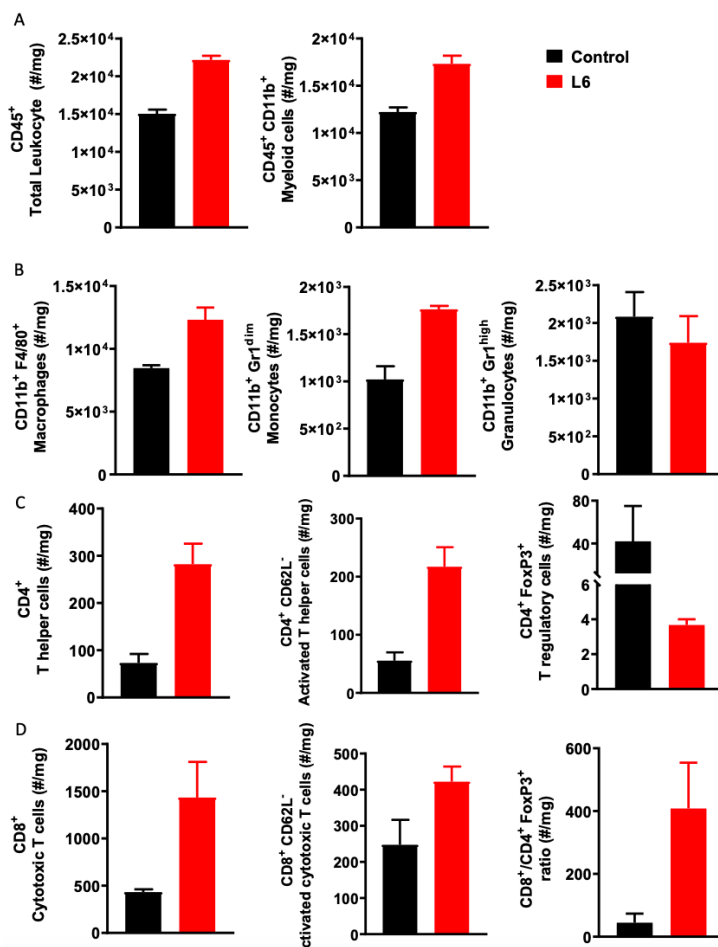 A
CD45⁺
Total Leukocyte (#/mg)
2.5×10⁴
2×10⁴
1.5×10⁴
1×10⁴
5×10³
0
CD45⁺ CD11b⁺
Myeloid cells (#/mg)
2×10⁴
1.5×10⁴
1×10⁴
5×10³
0
Control
L6
B
CD11b⁺ F4/80⁺
Macrophages (#/mg)
1.5×10⁴
1×10⁴
5×10³
0
CD11b⁺ Gr1ᵈⁱᵐ
Monocytes (#/mg)
2×10³
1.5×10³
1×10³
5×10²
0
CD11b⁺ Gr1ʰⁱᵍʰ
Granulocytes (#/mg)
2.5×10³
2×10³
1.5×10³
1×10³
5×10²
0
C
CD4⁺
T helper cells (#/mg)
400
300
200
100
0
CD4⁺ CD62L⁻
Activated T helper cells (#/mg)
300
200
100
0
CD4⁺ FoxP3⁺
T regulatory cells (#/mg)
80
40
6
4
2
0
D
CD8⁺
Cytotoxic T cells (#/mg)
2000
1500
1000
500
0
CD8⁺ CD62L⁻
Activated cytotoxic T cells (#/mg)
500
400
300
200
100
0
CD8⁺/CD4⁺ FoxP3⁺
ratio (#/mg)
600
400
200
0